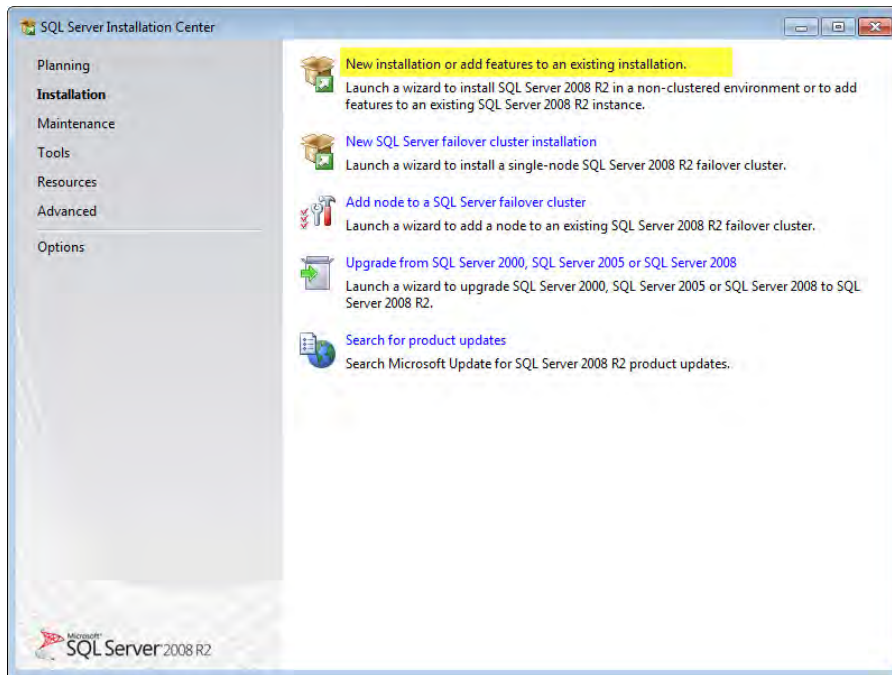 SQL Server Installation Center
Planning
Installation
Maintenance
Tools
Resources
Advanced
Options
New installation or add features to an existing installation.
Launch a wizard to install SQL Server 2008 R2 in a non-clustered environment or to add
features to an existing SQL Server 2008 R2 instance.
New SQL Server failover cluster installation
Launch a wizard to install a single-node SQL Server 2008 R2 failover cluster.
Add node to a SQL Server failover cluster
Launch a wizard to add a node to an existing SQL Server 2008 R2 failover cluster.
Upgrade from SQL Server 2000, SQL Server 2005 or SQL Server 2008
Launch a wizard to upgrade SQL Server 2000, SQL Server 2005 or SQL Server 2008 to SQL
Server 2008 R2.
Search for product updates
Search Microsoft Update for SQL Server 2008 R2 product updates.
Microsoft
SQL Server 2008 R2